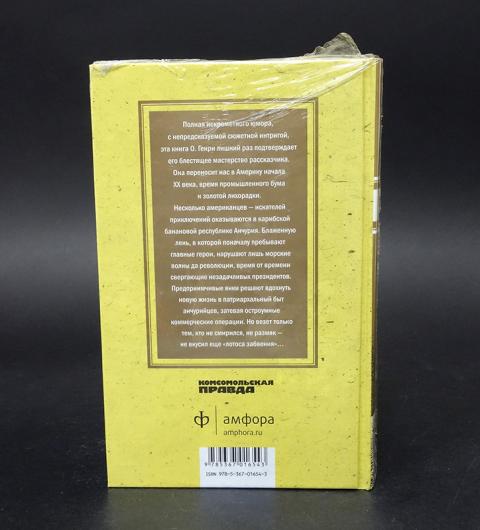 Полная искрометного юмора,
с непредсказуемой сюжетной интригой,
эта книга О. Генри лишний раз подтверждает
его блестящее мастерство рассказчика.
Она переносит нас в Америку начала
XX века, время промышленного бума
и золотой лихорадки.
Несколько американцев — искателей
приключений оказываются в карибской
банановой республике Анчурия. Блаженную
лень, в которой поначалу пребывают
главные герои, нарушают лишь морские
волны да революции, время от времени
свергающие незадачливых президентов.
Предприимчивые янки решают вдохнуть
новую жизнь в патриархальный быт
анчурийцев, затевая остроумные
коммерческие операции. Но везет только
тем, кто не смирился, не размяк —
не вкусил еще «лотоса забвения»...
КОМСОМОЛЬСКАЯ
ПРАВДА
ф амфора
amphora.ru
9 785367 016543
ISBN 978-5-367-01654-3